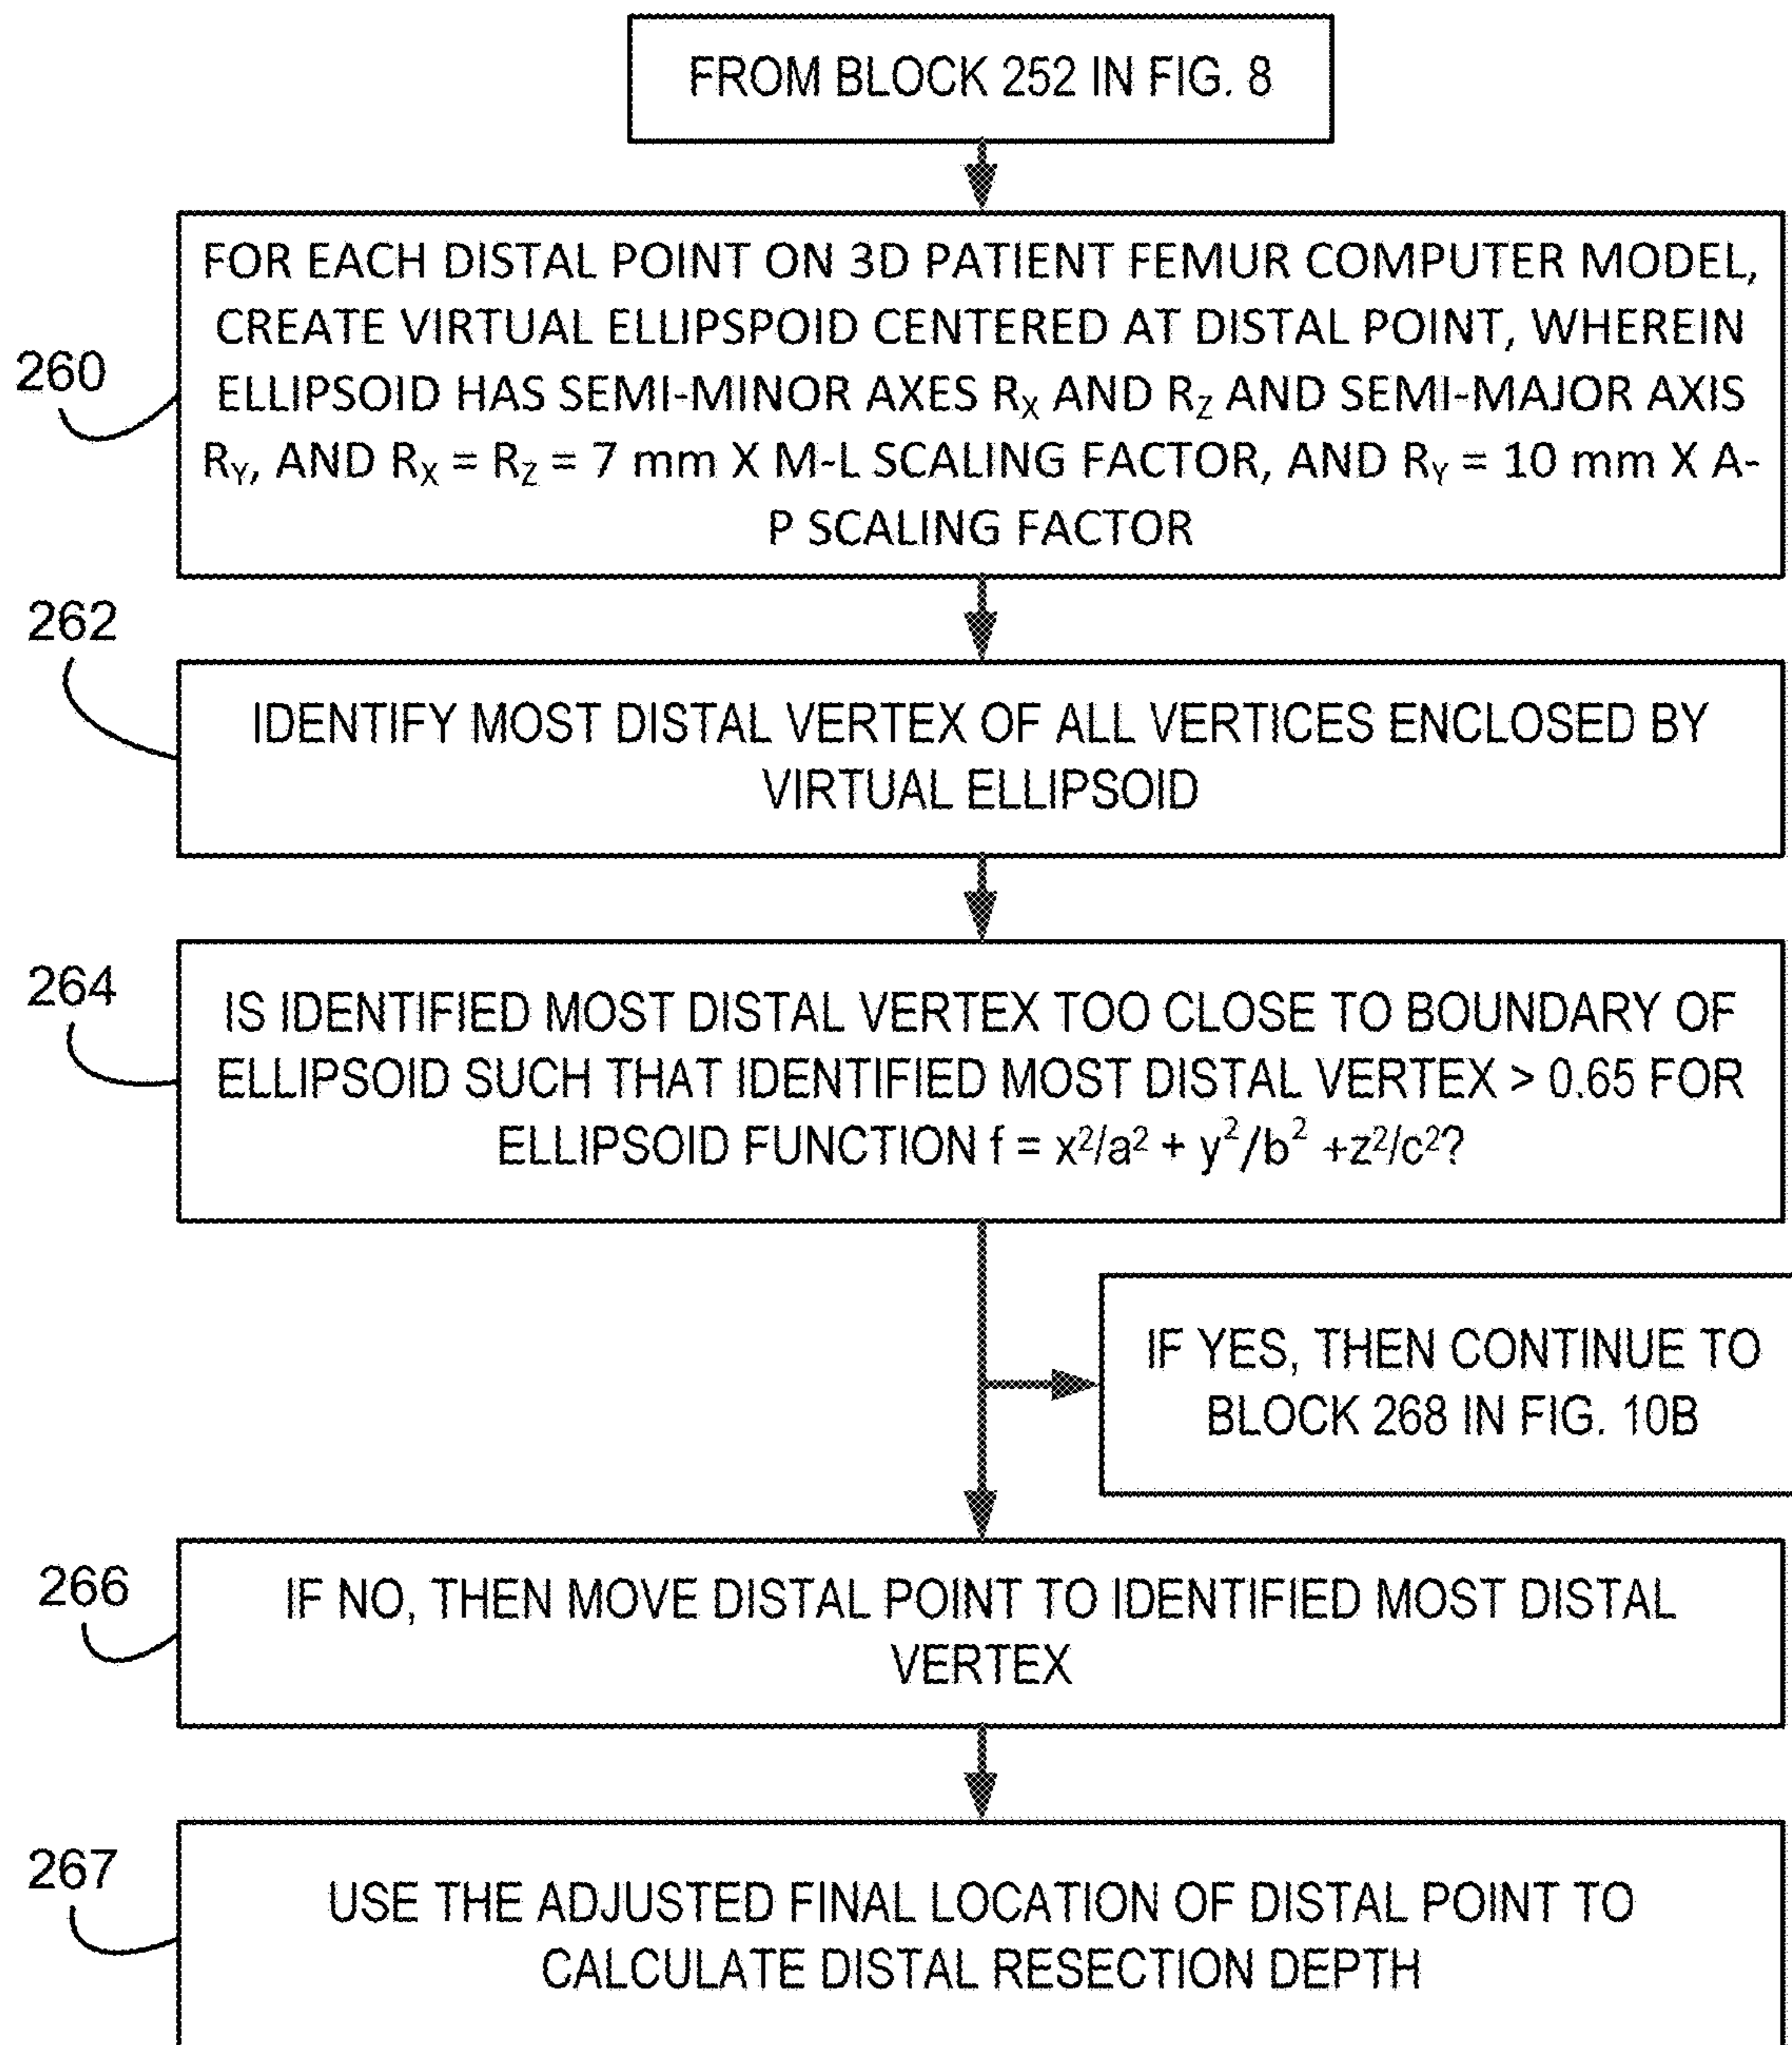 FROM BLOCK 252 IN FIG. 8
260
FOR EACH DISTAL POINT ON 3D PATIENT FEMUR COMPUTER MODEL,
CREATE VIRTUAL ELLIPSPOID CENTERED AT DISTAL POINT, WHEREIN
ELLIPSOID HAS SEMI-MINOR AXES R_X AND R_Z AND SEMI-MAJOR AXIS
R_Y, AND R_X = R_Z = 7 mm X M-L SCALING FACTOR, AND R_Y = 10 mm X A-
P SCALING FACTOR
262
IDENTIFY MOST DISTAL VERTEX OF ALL VERTICES ENCLOSED BY
VIRTUAL ELLIPSOID
264
IS IDENTIFIED MOST DISTAL VERTEX TOO CLOSE TO BOUNDARY OF
ELLIPSOID SUCH THAT IDENTIFIED MOST DISTAL VERTEX > 0.65 FOR
ELLIPSOID FUNCTION f = x²/a² + y²/b² +z²/c²?
IF YES, THEN CONTINUE TO
BLOCK 268 IN FIG. 10B
266
IF NO, THEN MOVE DISTAL POINT TO IDENTIFIED MOST DISTAL
VERTEX
267
USE THE ADJUSTED FINAL LOCATION OF DISTAL POINT TO
CALCULATE DISTAL RESECTION DEPTH